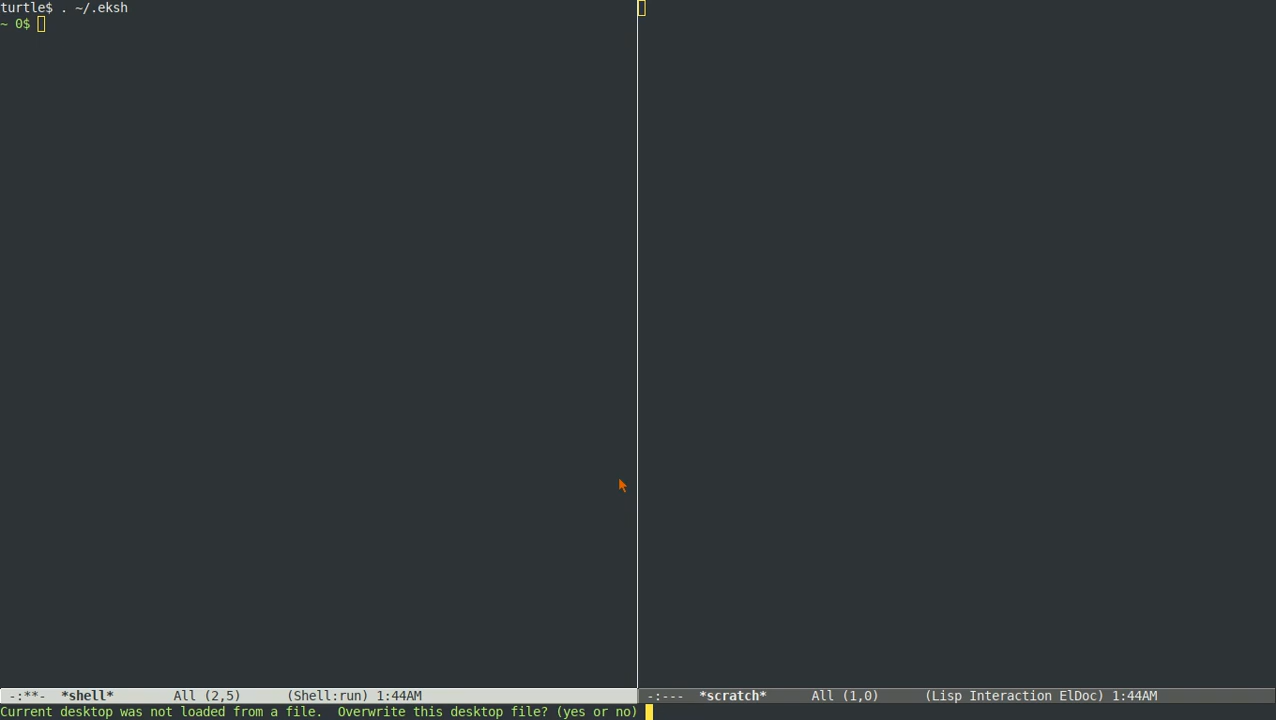 turtle$ . ~/.eksh
~ 0$
-:**-  *shell*        All (2,5)      (Shell:run) 1:44AM
-:---  *scratch*      All (1,0)      (Lisp Interaction ElDoc) 1:44AM
Current desktop was not loaded from a file.  Overwrite this desktop file? (yes or no)